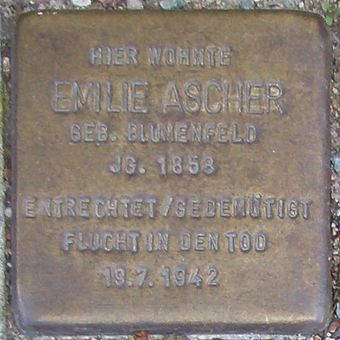 HIER WOHNTE
EMILIE ASCHER
GEB. BLUMENFELD
JG. 1858
ENTRECHTET/GEDEMÜTIGT
FLUCHT IN DEN TOD
19.7.1942